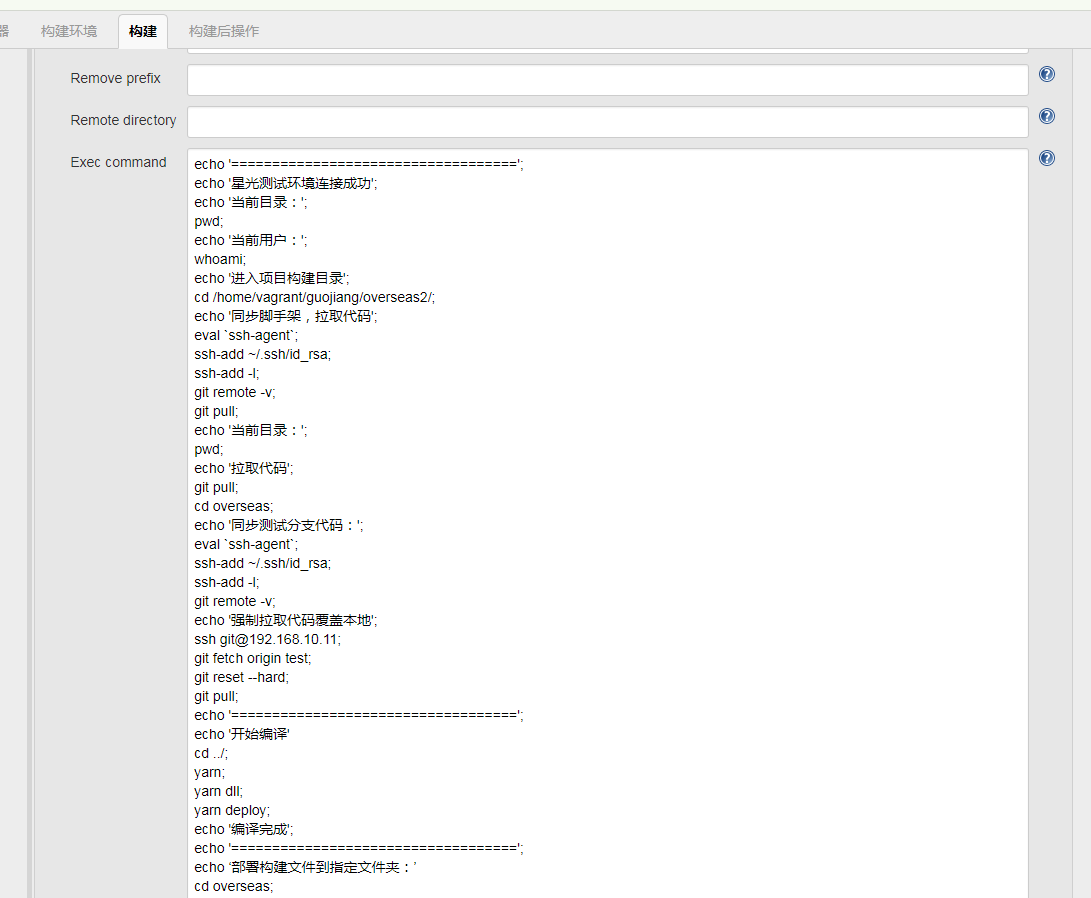 器 构建环境 构建 构建后操作
Remove prefix
Remote directory
Exec command
echo '===================================';
echo '星光测试环境连接成功';
echo '当前目录：';
pwd;
echo '当前用户：';
whoami;
echo '进入项目构建目录';
cd /home/vagrant/guojiang/overseas2/;
echo '同步脚手架，拉取代码';
eval `ssh-agent`;
ssh-add ~/.ssh/id_rsa;
ssh-add -l;
git remote -v;
git pull;
echo '当前目录：';
pwd;
echo '拉取代码';
git pull;
cd overseas;
echo '同步测试分支代码：';
eval `ssh-agent`;
ssh-add ~/.ssh/id_rsa;
ssh-add -l;
git remote -v;
echo '强制拉取代码覆盖本地';
ssh git@192.168.10.11;
git fetch origin test;
git reset --hard;
git pull;
echo '===================================';
echo '开始编译'
cd ../;
yarn;
yarn dll;
yarn deploy;
echo '编译完成';
echo '===================================';
echo ‘部署构建文件到指定文件夹：’
cd overseas;